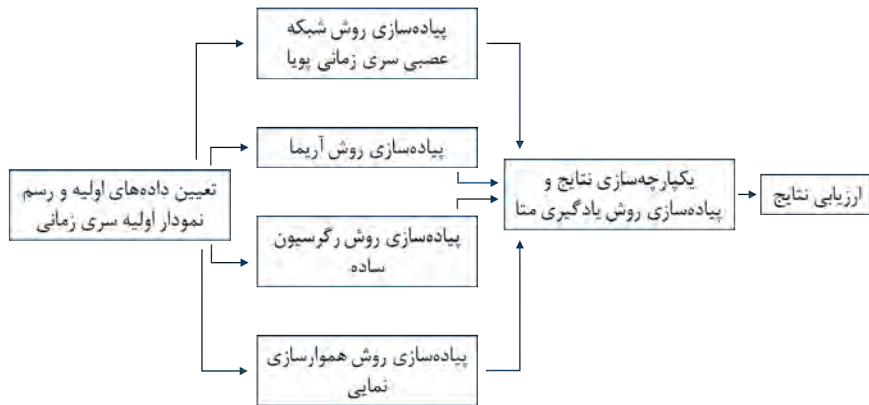 پیاده‌سازی روش شبکه
عصبی سری زمانی پویا
پیاده‌سازی روش آریما
تعیین داده‌های اولیه و رسم
نمودار اولیه سری زمانی
پیاده‌سازی روش رگرسیون
ساده
پیاده‌سازی روش هموارسازی
نمایی
یکپارچه‌سازی نتایج و
پیاده‌سازی روش یادگیری متا
ارزیابی نتایج